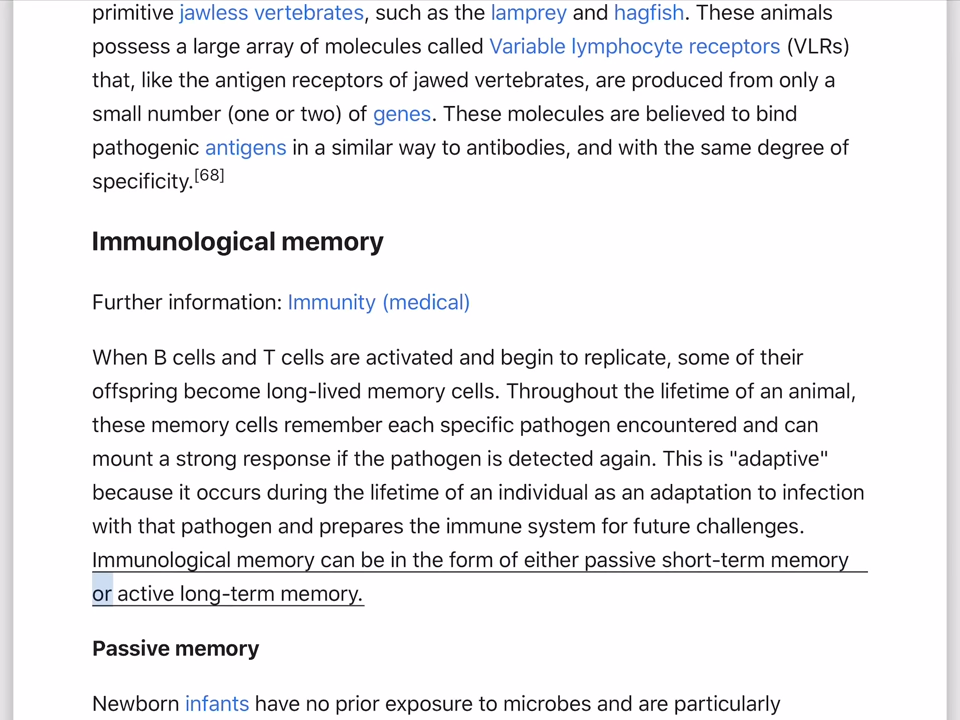 primitive jawless vertebrates, such as the lamprey and hagfish. These animals
possess a large array of molecules called Variable lymphocyte receptors (VLRs)
that, like the antigen receptors of jawed vertebrates, are produced from only a
small number (one or two) of genes. These molecules are believed to bind
pathogenic antigens in a similar way to antibodies, and with the same degree of
specificity.[68]
Immunological memory
Further information: Immunity (medical)
When B cells and T cells are activated and begin to replicate, some of their
offspring become long-lived memory cells. Throughout the lifetime of an animal,
these memory cells remember each specific pathogen encountered and can
mount a strong response if the pathogen is detected again. This is "adaptive"
because it occurs during the lifetime of an individual as an adaptation to infection
with that pathogen and prepares the immune system for future challenges.
Immunological memory can be in the form of either passive short-term memory
or active long-term memory.
Passive memory
Newborn infants have no prior exposure to microbes and are particularly